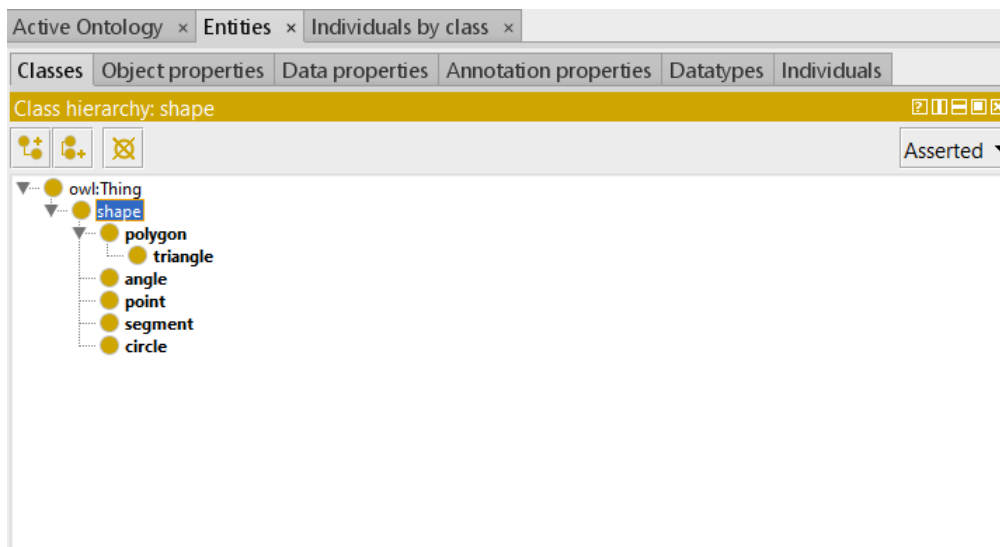 Active Ontology × Entities × Individuals by class ×
Classes Object properties Data properties Annotation properties Datatypes Individuals
Class hierarchy: shape
Asserted
owl:Thing
shape
polygon
triangle
angle
point
segment
circle